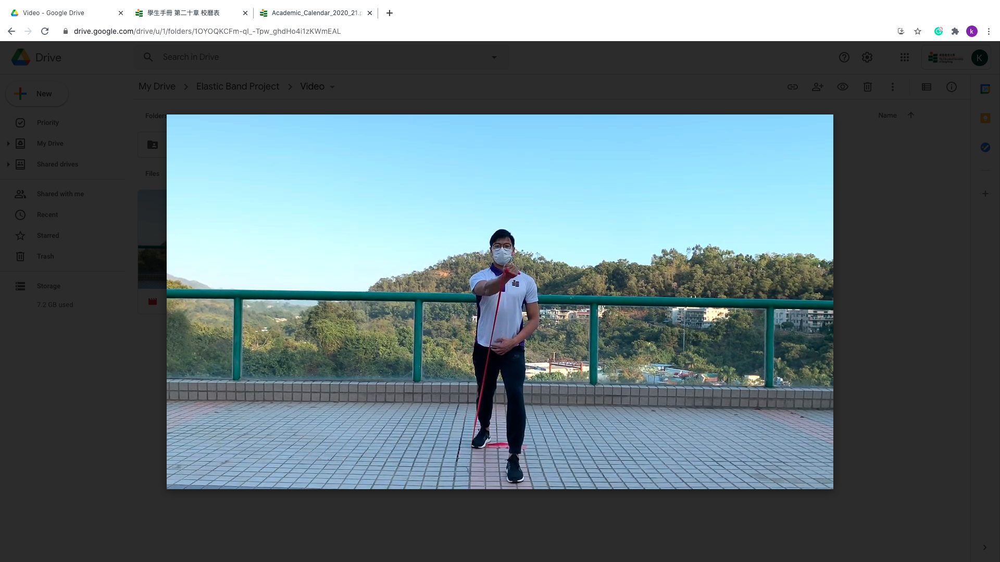 Video - Google Drive
學生手冊 第二十章 校曆表
Academic_Calendar_2020_21.p
drive.google.com/drive/u/1/folders/1OYOQKCFm-qI_-Tpw_ghdHo4i1zKWmEAL
k
Drive
Search in Drive
K
New
My Drive
Elastic Band Project
Video
Folders
Name
Priority
My Drive
Shared drives
Files
Shared with me
Recent
Starred
Trash
Storage
7.2 GB used